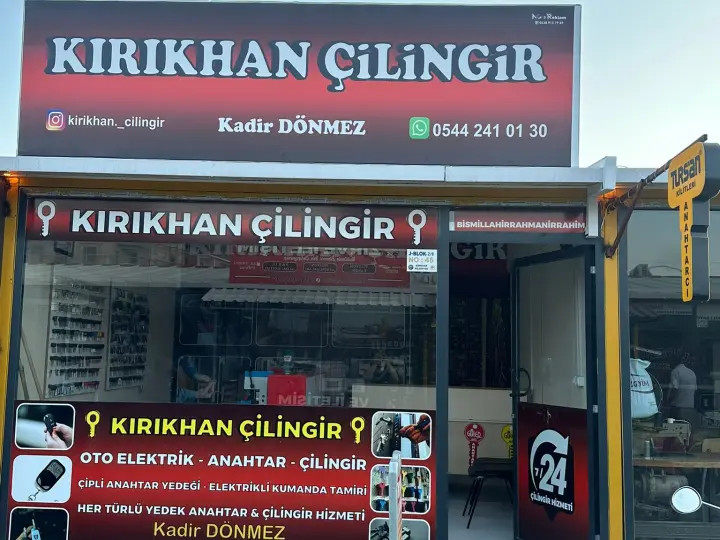 KIRIKHAN ÇİLİNGİR
kirikhan._cilingir
Kadir DÖNMEZ
0544 241 01 30
TURSAN
KİLİTLERİ
ANAHTARCI
KIRIKHAN ÇİLİNGİR
BİSMİLLAHİRRAHMANİRRAHİM
J-BLOK
NO: 46
KIRIKHAN ÇİLİNGİR
OTO ELEKTRİK - ANAHTAR - ÇİLİNGİR
ÇİPLİ ANAHTAR YEDEĞİ - ELEKTRİKLİ KUMANDA TAMİRİ
HER TÜRLÜ YEDEK ANAHTAR & ÇİLİNGİR HİZMETİ
Kadir DÖNMEZ
7/24
ÇİLİNGİR HİZMETİ